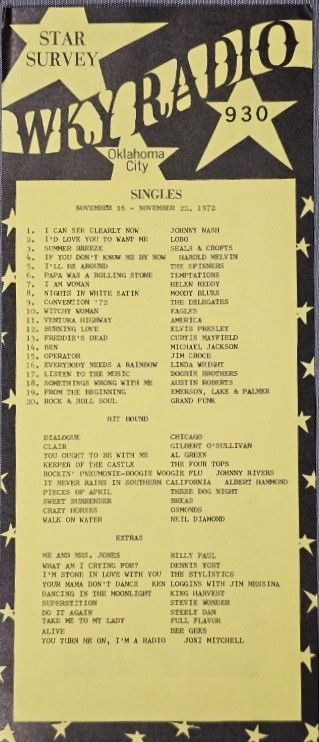 STAR
SURVEY
WKY RADIO
930
Oklahoma
City
SINGLES
NOVEMBER 16 - NOVEMBER 22, 1972
1. I CAN SEE CLEARLY NOW JOHNNY NASH
2. I'D LOVE YOU TO WANT ME LOBO
3. SUMMER BREEZE SEALS & CROFTS
4. IF YOU DON'T KNOW ME BY NOW HAROLD MELVIN
5. I'LL BE AROUND THE SPINNERS
6. PAPA WAS A ROLLING STONE TEMPTATIONS
7. I AM WOMAN HELEN REDDY
8. NIGHTS IN WHITE SATIN MOODY BLUES
9. CONVENTION '72 THE DELEGATES
10. WITCHY WOMAN EAGLES
11. VENTURA HIGHWAY AMERICA
12. BURNING LOVE ELVIS PRESLEY
13. FREDDIE'S DEAD CURTIS MAYFIELD
14. BEN MICHAEL JACKSON
15. OPERATOR JIM CROCE
16. EVERYBODY NEEDS A RAINBOW LINDA WRIGHT
17. LISTEN TO THE MUSIC DOOBIE BROTHERS
18. SOMETHINGS WRONG WITH ME AUSTIN ROBERTS
19. FROM THE BEGINNING EMERSON, LAKE & PALMER
20. ROCK & ROLL SOUL GRAND FUNK
HIT BOUND
DIALOGUE CHICAGO
CLAIR GILBERT O'SULLIVAN
YOU OUGHT TO BE WITH ME AL GREEN
KEEPER OF THE CASTLE THE FOUR TOPS
ROCKIN' PNEUMONIE-BOOGIE WOOGIE FLU JOHNNY RIVERS
IT NEVER RAINS IN SOUTHERN CALIFORNIA ALBERT HAMMOND
PIECES OF APRIL THREE DOG NIGHT
SWEET SURRENDER BREAD
CRAZY HORSES OSMONDS
WALK ON WATER NEIL DIAMOND
EXTRAS
ME AND MRS. JONES BILLY PAUL
WHAT AM I CRYING FOR? DENNIS YOST
I'M STONE IN LOVE WITH YOU THE STYLISTICS
YOUR MAMA DON'T DANCE KEN LOGGINS WITH JIM MESSINA
DANCING IN THE MOONLIGHT KING HARVEST
SUPERSTITION STEVIE WONDER
DO IT AGAIN STEELY DAN
TAKE ME TO MY LADY FULL FLAVOR
ALIVE BEE GEES
YOU TURN ME ON, I'M A RADIO JONI MITCHELL